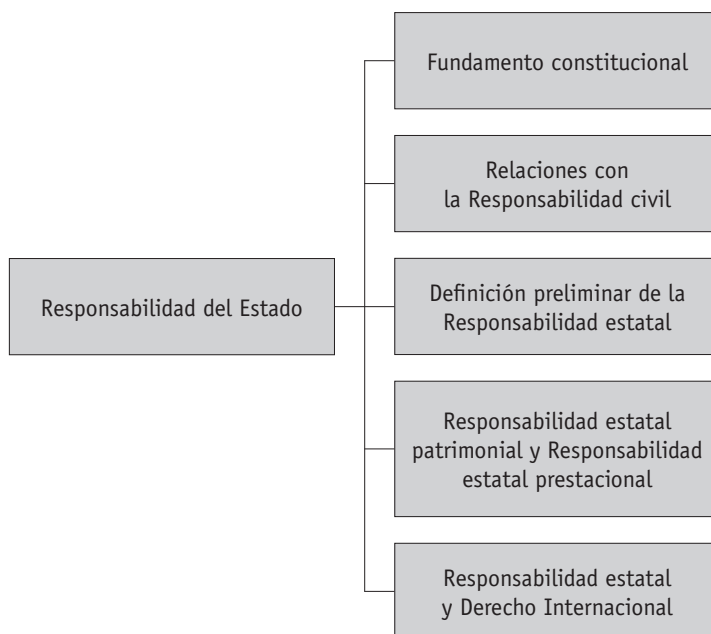 Responsabilidad del Estado
Fundamento constitucional
Relaciones con
la Responsabilidad civil
Definición preliminar de la
Responsabilidad estatal
Responsabilidad estatal
patrimonial y Responsabilidad
estatal prestacional
Responsabilidad estatal
y Derecho Internacional